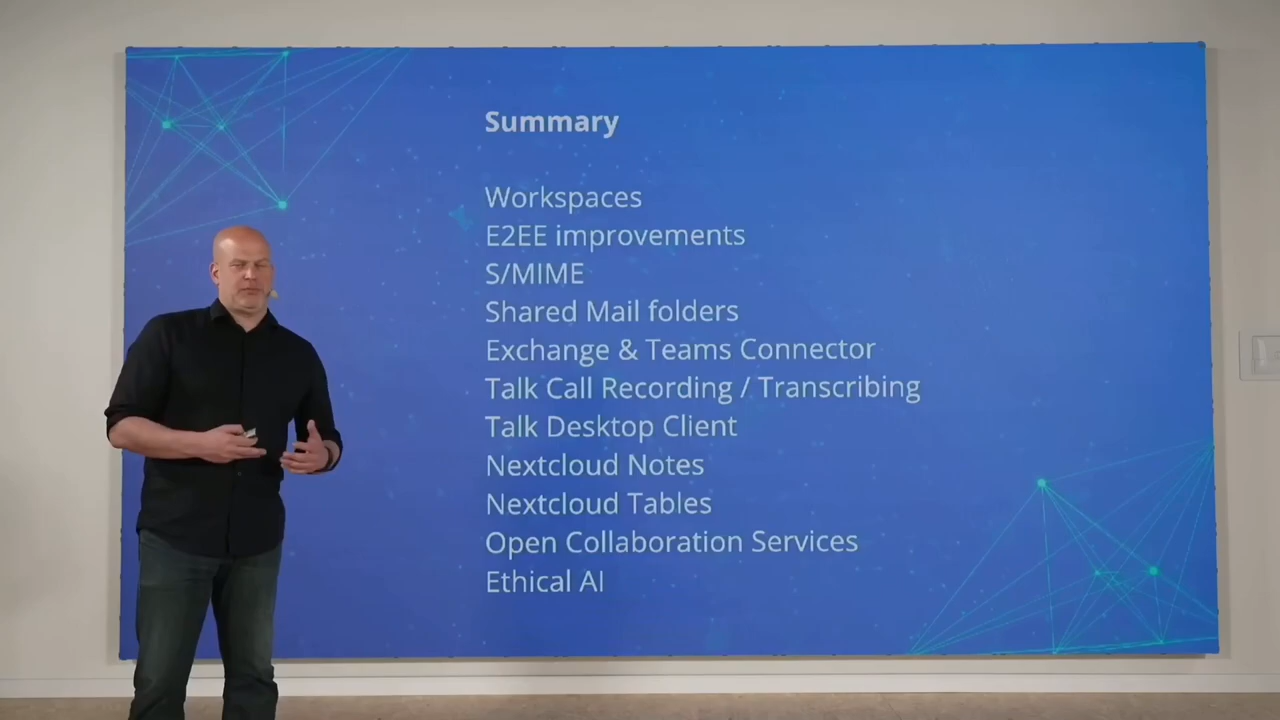 Summary
Workspaces
E2EE improvements
S/MIME
Shared Mail folders
Exchange & Teams Connector
Talk Call Recording / Transcribing
Talk Desktop Client
Nextcloud Notes
Nextcloud Tables
Open Collaboration Services
Ethical AI